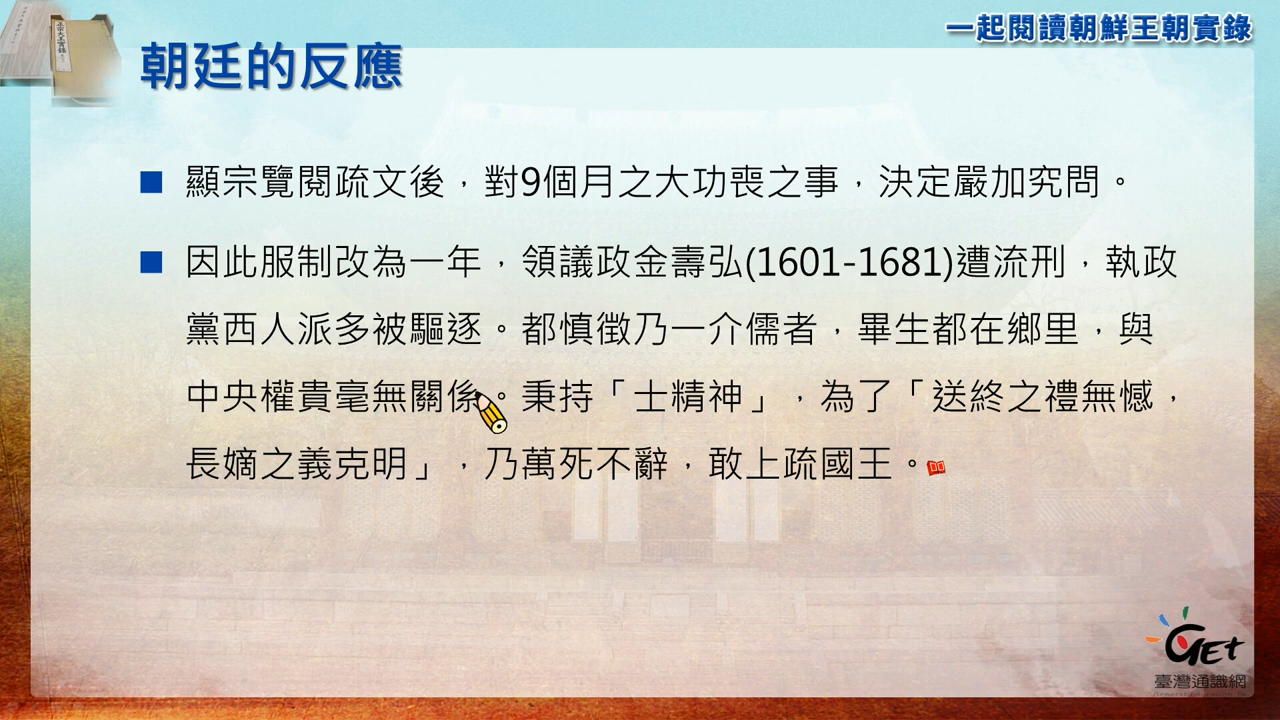 一起閱讀朝鮮王朝實錄
朝廷的反應
顯宗覽閱疏文後，對9個月之大功喪之事，決定嚴加究問。
因此服制改為一年，領議政金壽弘(1601-1681)遭流刑，執政
黨西人派多被驅逐。都慎徵乃一介儒者，畢生都在鄉里，與
中央權貴毫無關係。秉持「士精神」，為了「送終之禮無憾，
長嫡之義克明」，乃萬死不辭，敢上疏國王。
GET
臺灣通識網